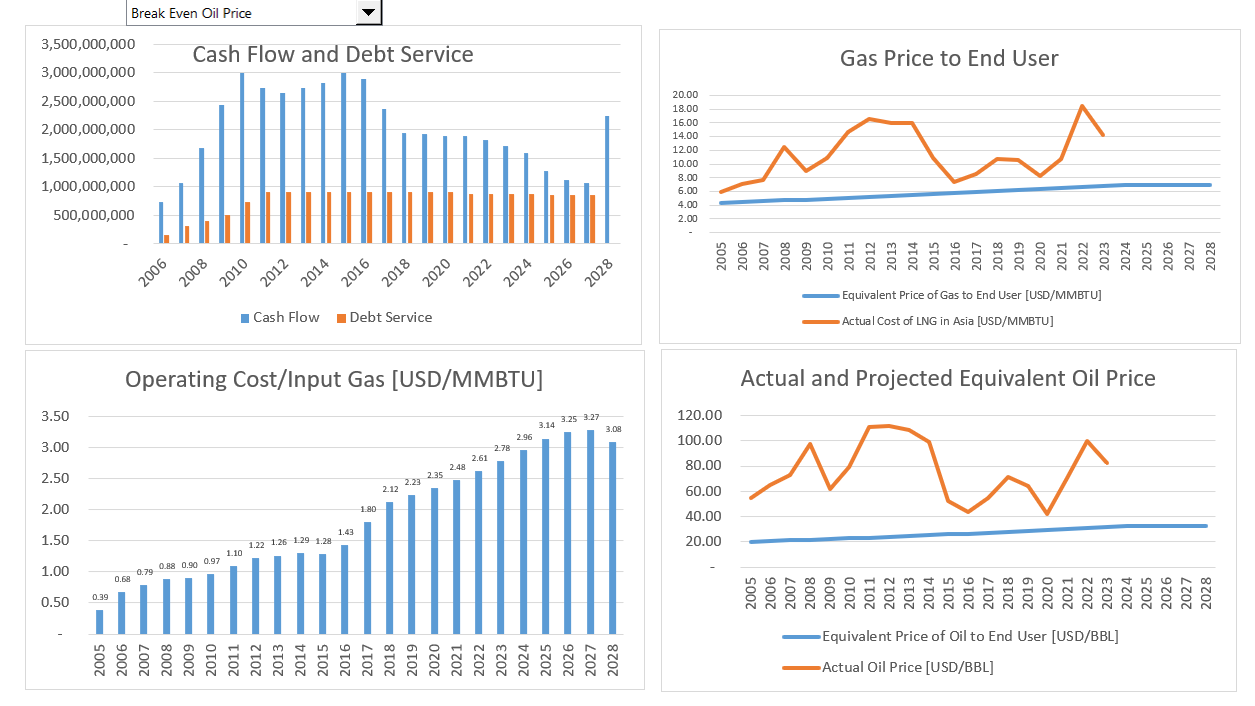 Break Even Oil Price
Cash Flow and Debt Service
3,500,000,000
3,000,000,000
2,500,000,000
2,000,000,000
1,500,000,000
1,000,000,000
500,000,000
-
2006 2008 2010 2012 2014 2016 2018 2020 2022 2024 2026 2028
Cash Flow Debt Service
Gas Price to End User
20.00
18.00
16.00
14.00
12.00
10.00
8.00
6.00
4.00
2.00
-
2005 2006 2007 2008 2009 2010 2011 2012 2013 2014 2015 2016 2017 2018 2019 2020 2021 2022 2023 2024 2025 2026 2027 2028
Equivalent Price of Gas to End User [USD/MMBTU]
Actual Cost of LNG in Asia [USD/MMBTU]
Operating Cost/Input Gas [USD/MMBTU]
3.50
3.00
2.50
2.00
1.50
1.00
0.50
-
0.39 0.68 0.79 0.88 0.90 0.97 1.10 1.22 1.26 1.29 1.28 1.43 1.80 2.12 2.23 2.35 2.48 2.61 2.78 2.96 3.14 3.25 3.27 3.08
2005 2006 2007 2008 2009 2010 2011 2012 2013 2014 2015 2016 2017 2018 2019 2020 2021 2022 2023 2024 2025 2026 2027 2028
Actual and Projected Equivalent Oil Price
120.00
100.00
80.00
60.00
40.00
20.00
-
2005 2006 2007 2008 2009 2010 2011 2012 2013 2014 2015 2016 2017 2018 2019 2020 2021 2022 2023 2024 2025 2026 2027 2028
Equivalent Price of Oil to End User [USD/BBL]
Actual Oil Price [USD/BBL]